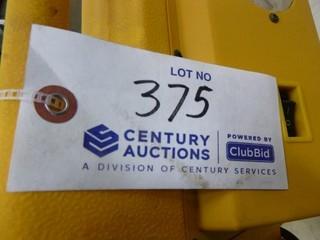 LOT NO
375
CENTURY
AUCTIONS
POWERED BY
ClubBid
A DIVISION OF CENTURY SERVICES